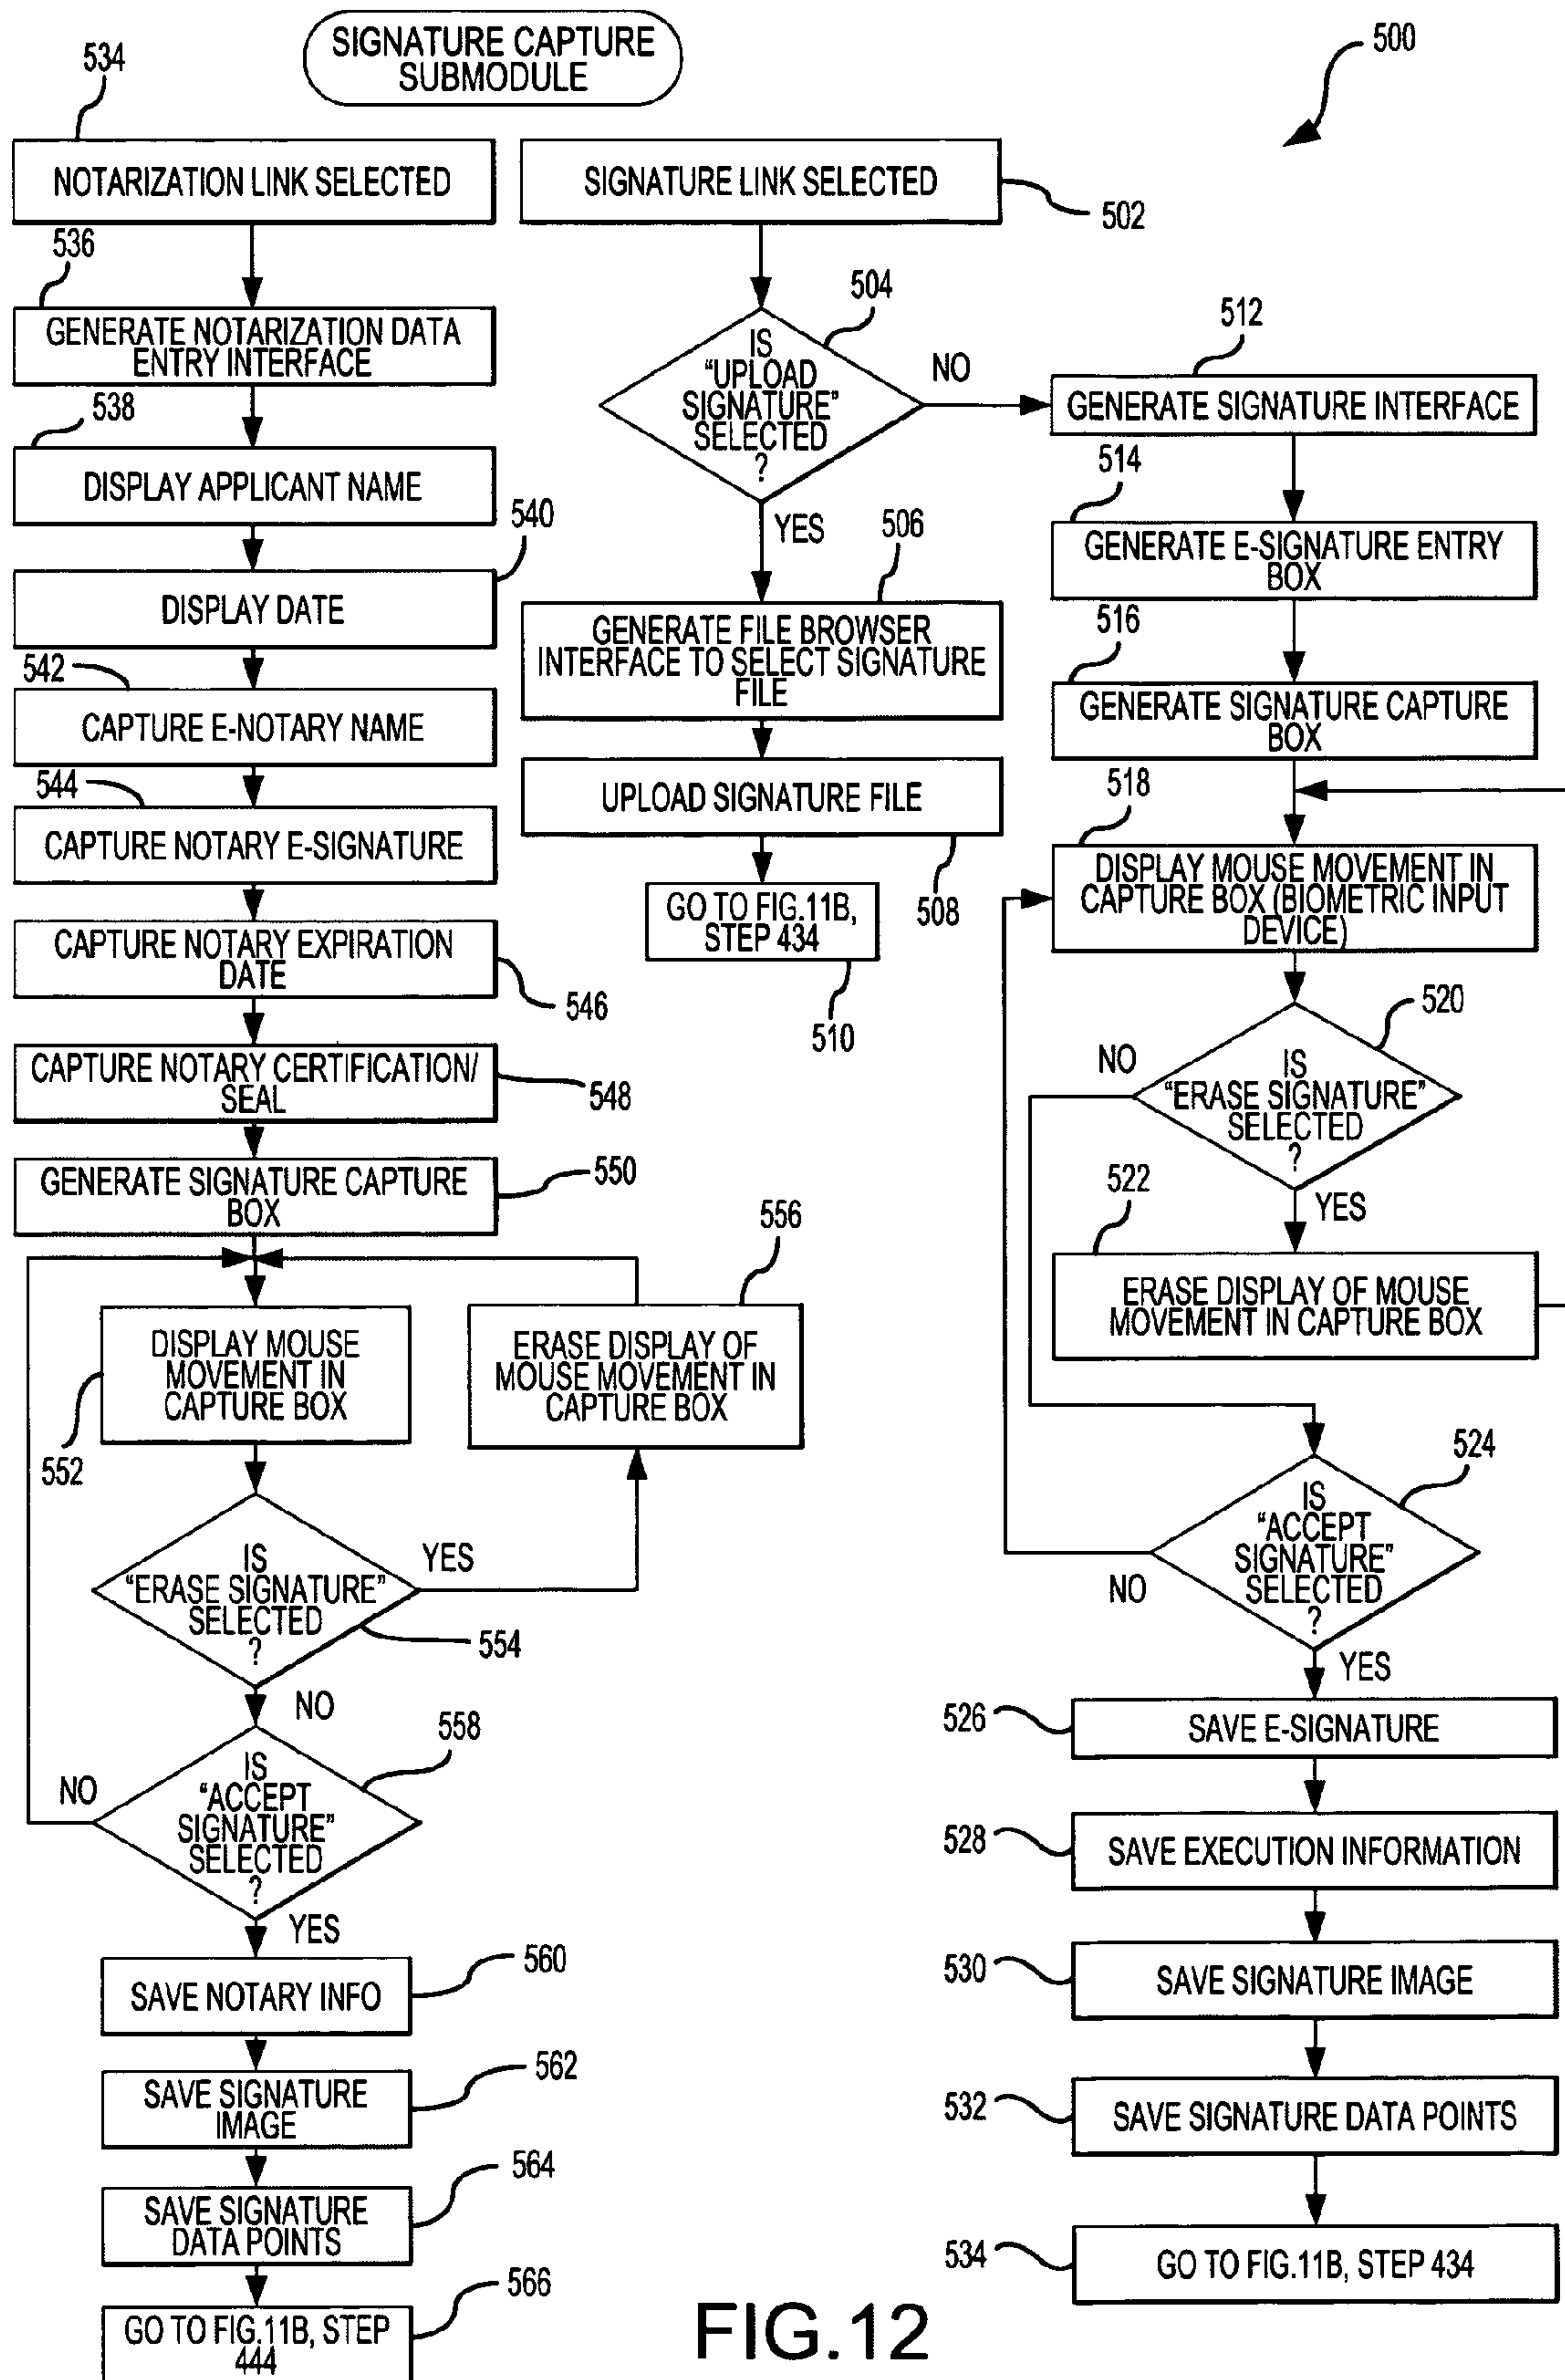 SIGNATURE CAPTURE
SUBMODULE
500
534
NOTARIZATION LINK SELECTED
536
GENERATE NOTARIZATION DATA
ENTRY INTERFACE
538
DISPLAY APPLICANT NAME
540
DISPLAY DATE
542
CAPTURE E-NOTARY NAME
544
CAPTURE NOTARY E-SIGNATURE
CAPTURE NOTARY EXPIRATION
DATE
546
CAPTURE NOTARY CERTIFICATION/
SEAL
548
GENERATE SIGNATURE CAPTURE
BOX
550
DISPLAY MOUSE
MOVEMENT IN
CAPTURE BOX
552
556
ERASE DISPLAY OF
MOUSE MOVEMENT IN
CAPTURE BOX
IS
"ERASE SIGNATURE"
SELECTED
?
YES
554
NO
558
IS
"ACCEPT
SIGNATURE"
SELECTED
?
NO
YES
SAVE NOTARY INFO
560
SAVE SIGNATURE
IMAGE
562
SAVE SIGNATURE
DATA POINTS
564
GO TO FIG.11B, STEP
444
566
SIGNATURE LINK SELECTED
502
504
IS
"UPLOAD
SIGNATURE"
SELECTED
?
NO
YES
506
GENERATE FILE BROWSER
INTERFACE TO SELECT SIGNATURE
FILE
UPLOAD SIGNATURE FILE
508
GO TO FIG.11B,
STEP 434
510
512
GENERATE SIGNATURE INTERFACE
514
GENERATE E-SIGNATURE ENTRY
BOX
516
GENERATE SIGNATURE CAPTURE
BOX
518
DISPLAY MOUSE MOVEMENT IN
CAPTURE BOX (BIOMETRIC INPUT
DEVICE)
520
NO
IS
"ERASE SIGNATURE"
SELECTED
?
YES
522
ERASE DISPLAY OF MOUSE
MOVEMENT IN CAPTURE BOX
524
IS
"ACCEPT
SIGNATURE"
SELECTED
?
NO
YES
526
SAVE E-SIGNATURE
528
SAVE EXECUTION INFORMATION
530
SAVE SIGNATURE IMAGE
532
SAVE SIGNATURE DATA POINTS
534
GO TO FIG.11B, STEP 434
FIG.12